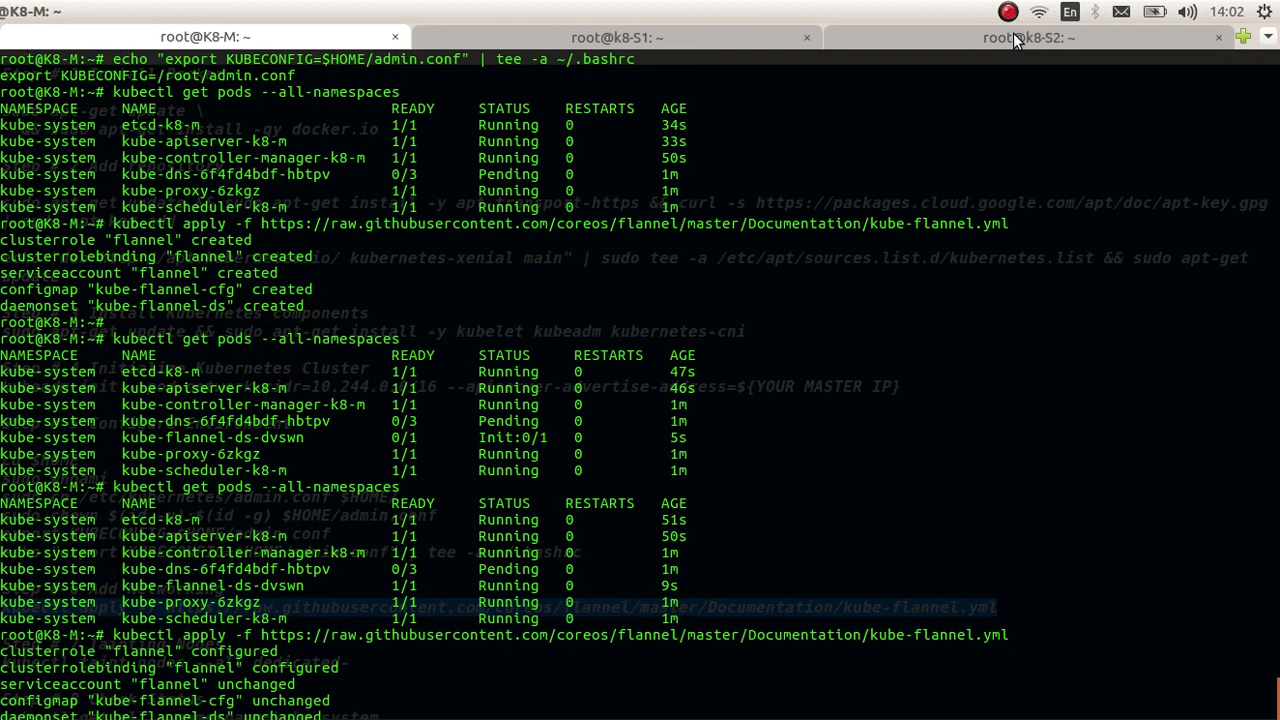 @K8-M: ~
En
14:02
root@K8-M: ~ × root@k8-S1: ~ × root@k8-S2: ~ ×
root@K8-M:~# echo "export KUBECONFIG=$HOME/admin.conf" | tee -a ~/.bashrc
export KUBECONFIG=/root/admin.conf
root@K8-M:~# kubectl get pods --all-namespaces
NAMESPACE NAME READY STATUS RESTARTS AGE
kube-system etcd-k8-m 1/1 Running 0 34s
kube-system kube-apiserver-k8-m 1/1 Running 0 33s
kube-system kube-controller-manager-k8-m 1/1 Running 0 50s
kube-system kube-dns-6f4fd4bdf-hbtpv 0/3 Pending 0 1m
kube-system kube-proxy-6zkgz 1/1 Running 0 1m
kube-system kube-scheduler-k8-m 1/1 Running 0 1m
root@K8-M:~# kubectl apply -f https://raw.githubusercontent.com/coreos/flannel/master/Documentation/kube-flannel.yml
clusterrole "flannel" created
clusterrolebinding "flannel" created
serviceaccount "flannel" created
configmap "kube-flannel-cfg" created
daemonset "kube-flannel-ds" created
root@K8-M:~#
root@K8-M:~# kubectl get pods --all-namespaces
NAMESPACE NAME READY STATUS RESTARTS AGE
kube-system etcd-k8-m 1/1 Running 0 47s
kube-system kube-apiserver-k8-m 1/1 Running 0 46s
kube-system kube-controller-manager-k8-m 1/1 Running 0 1m
kube-system kube-dns-6f4fd4bdf-hbtpv 0/3 Pending 0 1m
kube-system kube-flannel-ds-dvswn 0/1 Init:0/1 0 5s
kube-system kube-proxy-6zkgz 1/1 Running 0 1m
kube-system kube-scheduler-k8-m 1/1 Running 0 1m
root@K8-M:~# kubectl get pods --all-namespaces
NAMESPACE NAME READY STATUS RESTARTS AGE
kube-system etcd-k8-m 1/1 Running 0 51s
kube-system kube-apiserver-k8-m 1/1 Running 0 50s
kube-system kube-controller-manager-k8-m 1/1 Running 0 1m
kube-system kube-dns-6f4fd4bdf-hbtpv 0/3 Pending 0 1m
kube-system kube-flannel-ds-dvswn 1/1 Running 0 9s
kube-system kube-proxy-6zkgz 1/1 Running 0 1m
kube-system kube-scheduler-k8-m 1/1 Running 0 1m
root@K8-M:~# kubectl apply -f https://raw.githubusercontent.com/coreos/flannel/master/Documentation/kube-flannel.yml
clusterrole "flannel" configured
clusterrolebinding "flannel" configured
serviceaccount "flannel" unchanged
configmap "kube-flannel-cfg" unchanged
daemonset "kube-flannel-ds" unchanged